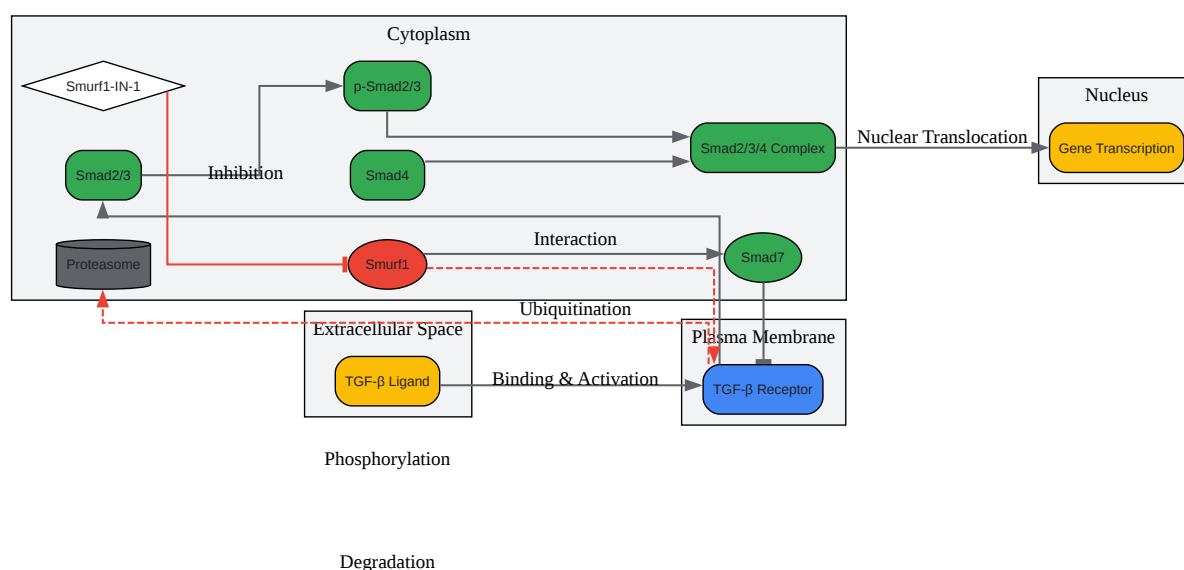 Cytoplasm
Smurf1-IN-1
p-Smad2/3
Nucleus
Smad2/3/4 Complex
Nuclear Translocation
Gene Transcription
Smad2/3
Inhibition
Smad4
Interaction
Proteasome
Smurf1
Smad7
Ubiquitination
Extracellular Space
Plasma Membrane
TGF-β Ligand
Binding & Activation
TGF-β Receptor
Phosphorylation
Degradation